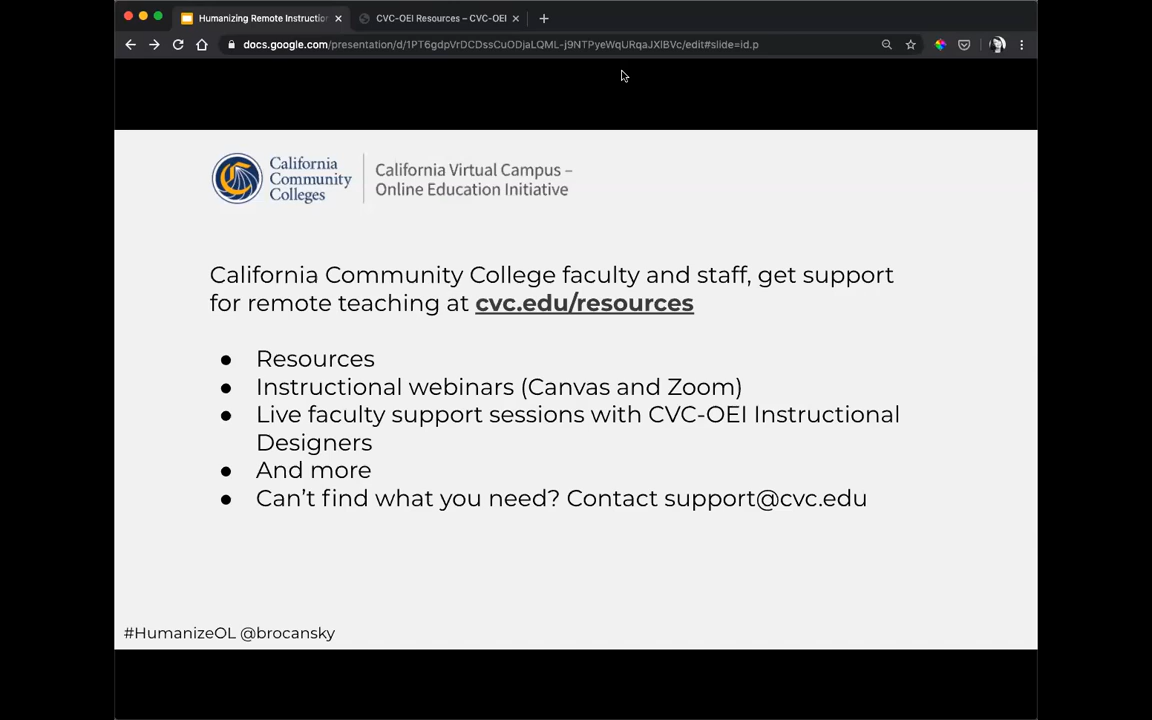 Humanizing Remote Instructio
CVC-OEI Resources – CVC-OEI
docs.google.com/presentation/d/1PT6gdpVrDCDssCuODjaLQML-j9NTPyeWqURqaJXlBVc/edit#slide=id.p
California
Community
Colleges
California Virtual Campus –
Online Education Initiative
California Community College faculty and staff, get support
for remote teaching at cvc.edu/resources
● Resources
● Instructional webinars (Canvas and Zoom)
● Live faculty support sessions with CVC-OEI Instructional
Designers
● And more
● Can't find what you need? Contact support@cvc.edu
#HumanizeOL @brocansky